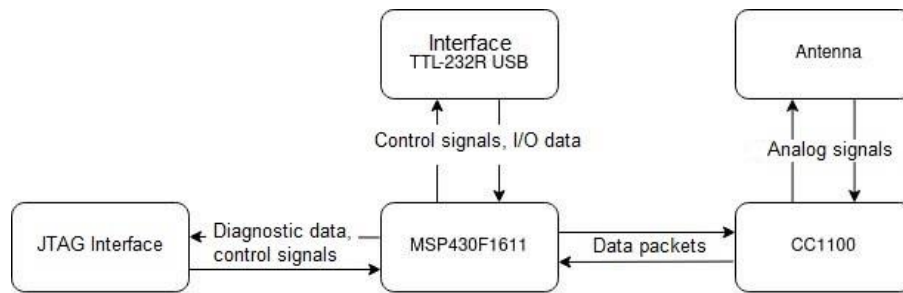 Interface
TTL-232R USB
Antenna
Control signals, I/O data
Analog signals
JTAG Interface
Diagnostic data,
control signals
MSP430F1611
Data packets
CC1100